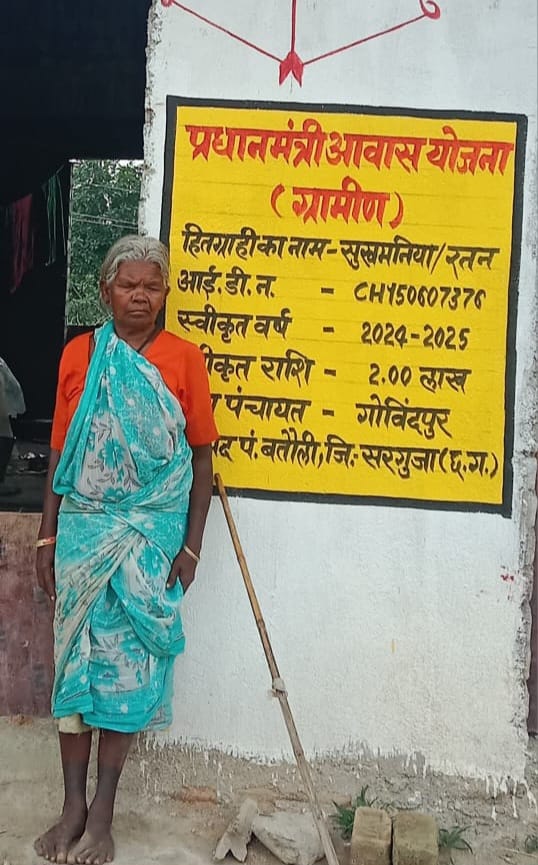 प्रधानमंत्री आवास योजना
(ग्रामीण)
हितग्राही का नाम - सुखमनिया/रतन
आई.डी.न. - CH150607376
स्वीकृत वर्ष - 2024-2025
ीकृत राशि - 2.00 लाख
पंचायत - गोविंदपुर
द पं. बतौली, जि:- सरगुजा (छ.ग.)